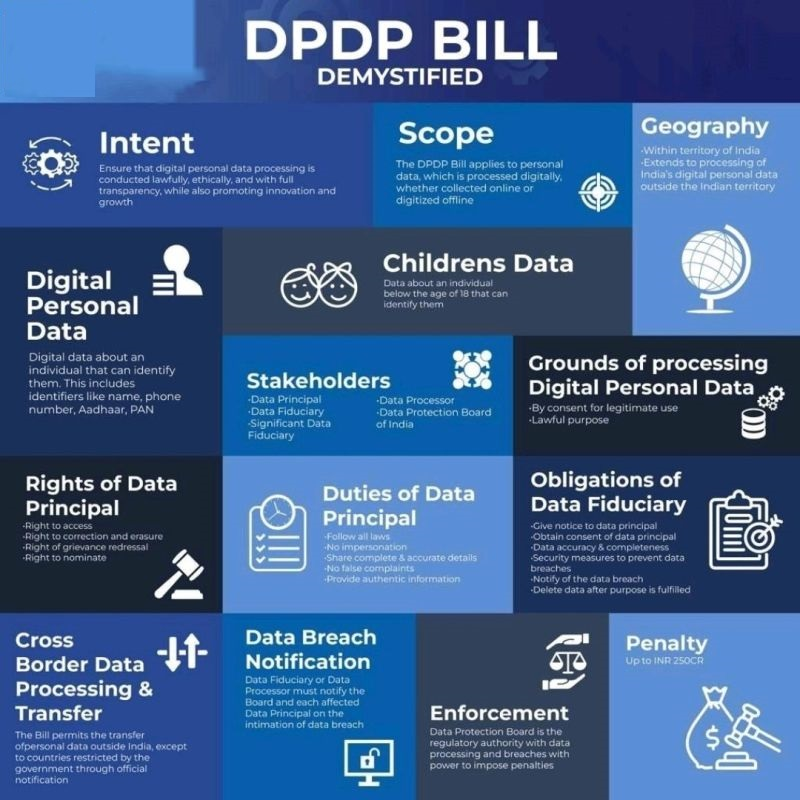 DPDP BILL
DEMYSTIFIED
Intent
Ensure that digital personal data processing is
conducted lawfully, ethically, and with full
transparency, while also promoting innovation and
growth
Scope
The DPDP Bill applies to personal
data, which is processed digitally,
whether collected online or
digitized offline
Geography
•Within territory of India
•Extends to processing of
India's digital personal data
outside the Indian territory
Digital
Personal
Data
Digital data about an
individual that can identify
them. This includes
identifiers like name, phone
number, Aadhaar, PAN
Childrens Data
Data about an individual
below the age of 18 that can
identify them
Stakeholders
•Data Principal
•Data Fiduciary
•Significant Data
Fiduciary
•Data Processor
•Data Protection Board
of India
Grounds of processing
Digital Personal Data
•By consent for legitimate use
•Lawful purpose
Rights of Data
Principal
•Right to access
•Right to correction and erasure
•Right of grievance redressal
•Right to nominate
Duties of Data
Principal
•Follow all laws
•No impersonation
•Share complete & accurate details
•No false complaints
•Provide authentic information
Obligations of
Data Fiduciary
•Give notice to data principal
•Obtain consent of data principal
•Data accuracy & completeness
•Security measures to prevent data
breaches
•Notify of the data breach
•Delete data after purpose is fulfilled
Cross
Border Data
Processing &
Transfer
The Bill permits the transfer
ofpersonal data outside India, except
to countries restricted by the
government through official
notification
Data Breach
Notification
Data Fiduciary or Data
Processor must notify the
Board and each affected
Data Principal on the
intimation of data breach
Enforcement
Data Protection Board is the
regulatory authority with data
processing and breaches with
power to impose penalties
Penalty
Up to INR 250CR
$